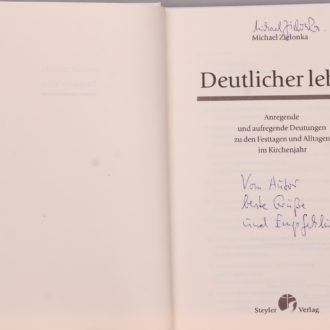 Michael Zielonka
Michael Zielonka
Deutlicher leb
Anregende
und aufregende Deutungen
zu den Festtagen und Alltagen
im Kirchenjahr
Vom Autor
beste Grüße
und Empfehlu
Steyler Verlag